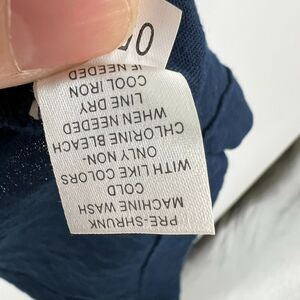 PRE-SHRUNK
MACHINE WASH
COLD
WITH LIKE COLORS
ONLY NON-
CHLORINE BLEACH
WHEN NEEDED
LINE DRY
COOL IRON
IF NEEDED